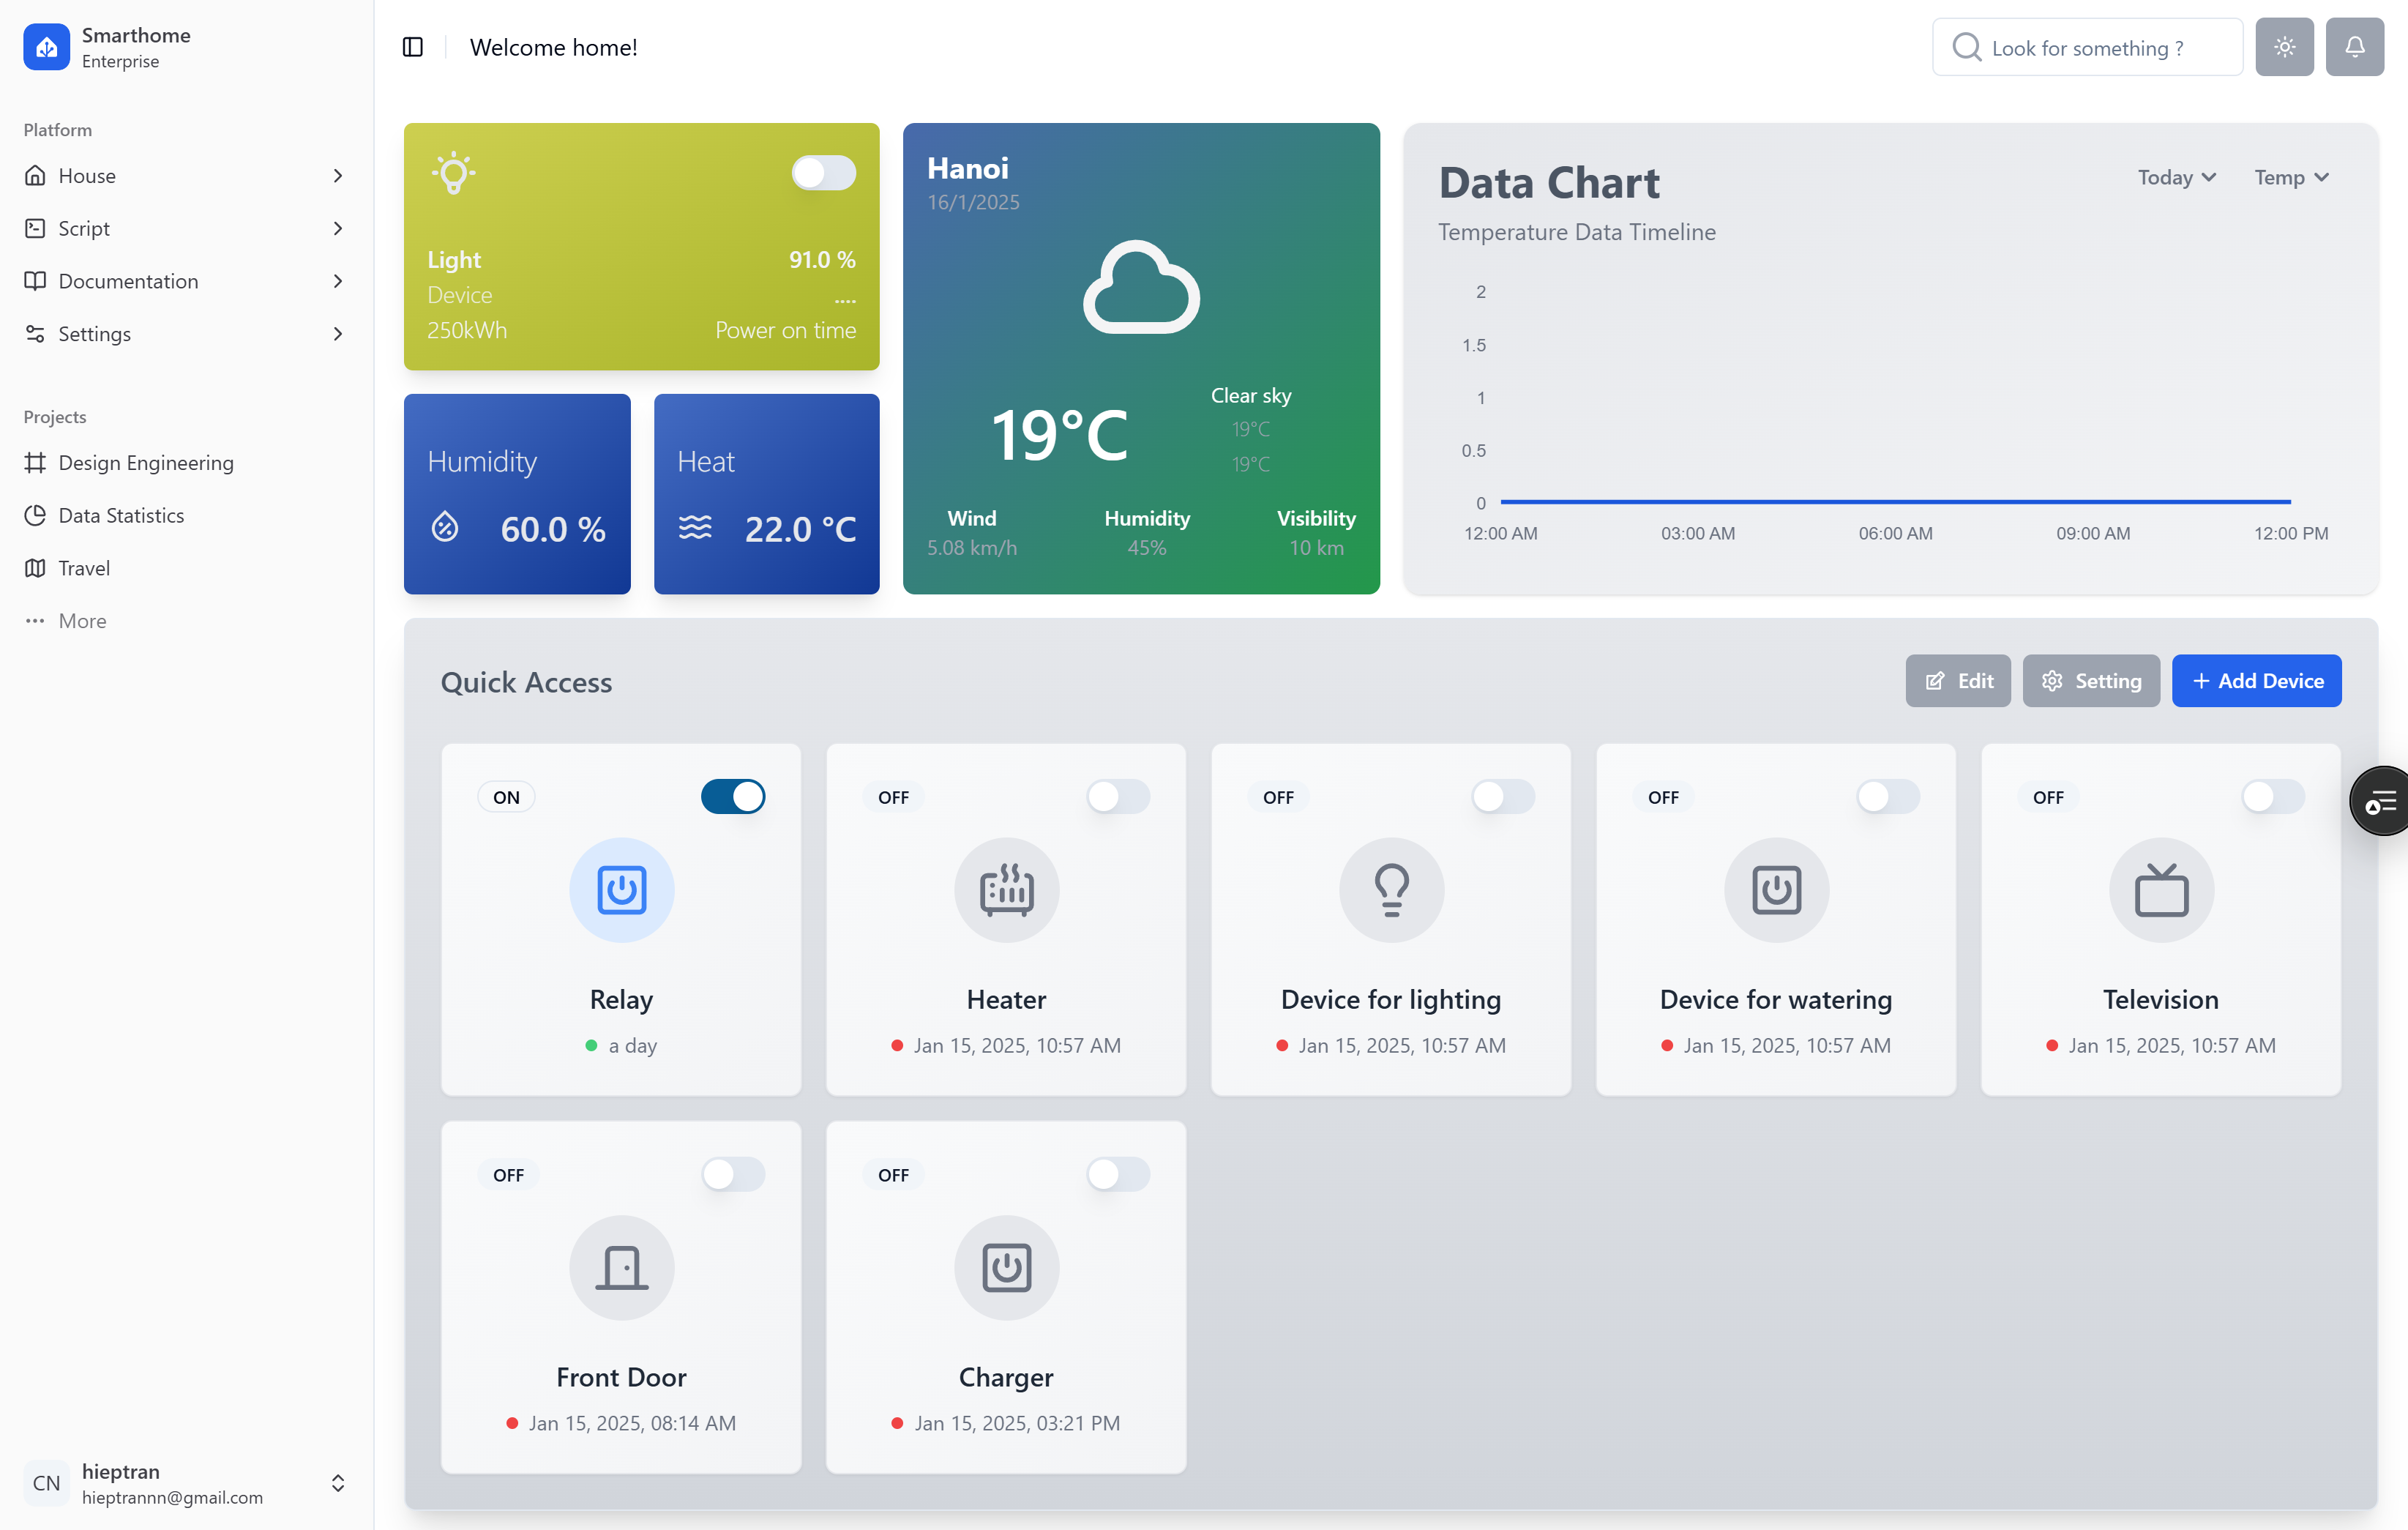 Smarthome
Enterprise
Platform
House
Script
Documentation
Settings
Projects
Design Engineering
Data Statistics
Travel
More
CN
hieptran
hieptrannn@gmail.com
Welcome home!
Look for something ?
Light
91.0 %
Device
....
250kWh
Power on time
Humidity
60.0 %
Heat
22.0 °C
Hanoi
16/1/2025
19°C
Clear sky
19°C
19°C
Wind
Humidity
Visibility
5.08 km/h
45%
10 km
Data Chart
Today
Temp
Temperature Data Timeline
2
1.5
1
0.5
0
12:00 AM
03:00 AM
06:00 AM
09:00 AM
12:00 PM
Quick Access
Edit
Setting
Add Device
ON
Relay
a day
OFF
Heater
Jan 15, 2025, 10:57 AM
OFF
Device for lighting
Jan 15, 2025, 10:57 AM
OFF
Device for watering
Jan 15, 2025, 10:57 AM
OFF
Television
Jan 15, 2025, 10:57 AM
OFF
Front Door
Jan 15, 2025, 08:14 AM
OFF
Charger
Jan 15, 2025, 03:21 PM